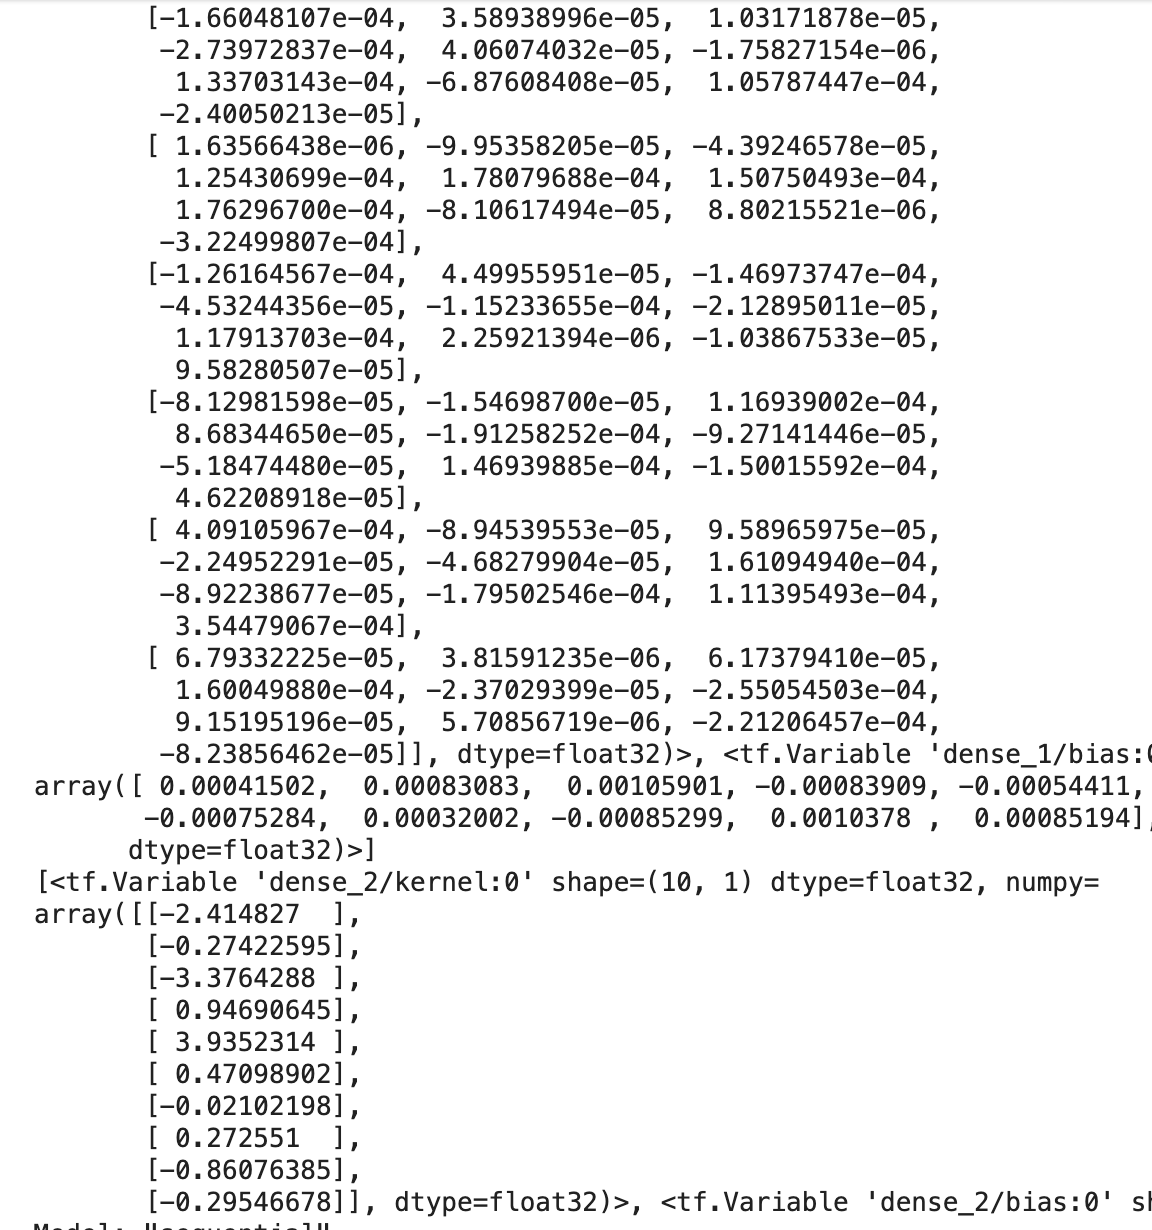 [-1.66048107e-04,  3.58938996e-05,  1.03171878e-05,
-2.73972837e-04,  4.06074032e-05, -1.75827154e-06,
1.33703143e-04, -6.87608408e-05,  1.05787447e-04,
-2.40050213e-05],
[ 1.63566438e-06, -9.95358205e-05, -4.39246578e-05,
1.25430699e-04,  1.78079688e-04,  1.50750493e-04,
1.76296700e-04, -8.10617494e-05,  8.80215521e-06,
-3.22499807e-04],
[-1.26164567e-04,  4.49955951e-05, -1.46973747e-04,
-4.53244356e-05, -1.15233655e-04, -2.12895011e-05,
1.17913703e-04,  2.25921394e-06, -1.03867533e-05,
9.58280507e-05],
[-8.12981598e-05, -1.54698700e-05,  1.16939002e-04,
8.68344650e-05, -1.91258252e-04, -9.27141446e-05,
-5.18474480e-05,  1.46939885e-04, -1.50015592e-04,
4.62208918e-05],
[ 4.09105967e-04, -8.94539553e-05,  9.58965975e-05,
-2.24952291e-05, -4.68279904e-05,  1.61094940e-04,
-8.92238677e-05, -1.79502546e-04,  1.11395493e-04,
3.54479067e-04],
[ 6.79332225e-05,  3.81591235e-06,  6.17379410e-05,
1.60049880e-04, -2.37029399e-05, -2.55054503e-04,
9.15195196e-05,  5.70856719e-06, -2.21206457e-04,
-8.23856462e-05]], dtype=float32)>, <tf.Variable 'dense_1/bias:0
array([ 0.00041502,  0.00083083,  0.00105901, -0.00083909, -0.00054411,
-0.00075284,  0.00032002, -0.00085299,  0.0010378 ,  0.00085194],
dtype=float32)>]
[<tf.Variable 'dense_2/kernel:0' shape=(10, 1) dtype=float32, numpy=
array([[-2.414827  ],
[-0.27422595],
[-3.3764288 ],
[ 0.94690645],
[ 3.9352314 ],
[ 0.47098902],
[-0.02102198],
[ 0.272551  ],
[-0.86076385],
[-0.29546678]], dtype=float32)>, <tf.Variable 'dense_2/bias:0' sh
Model: "sequential"